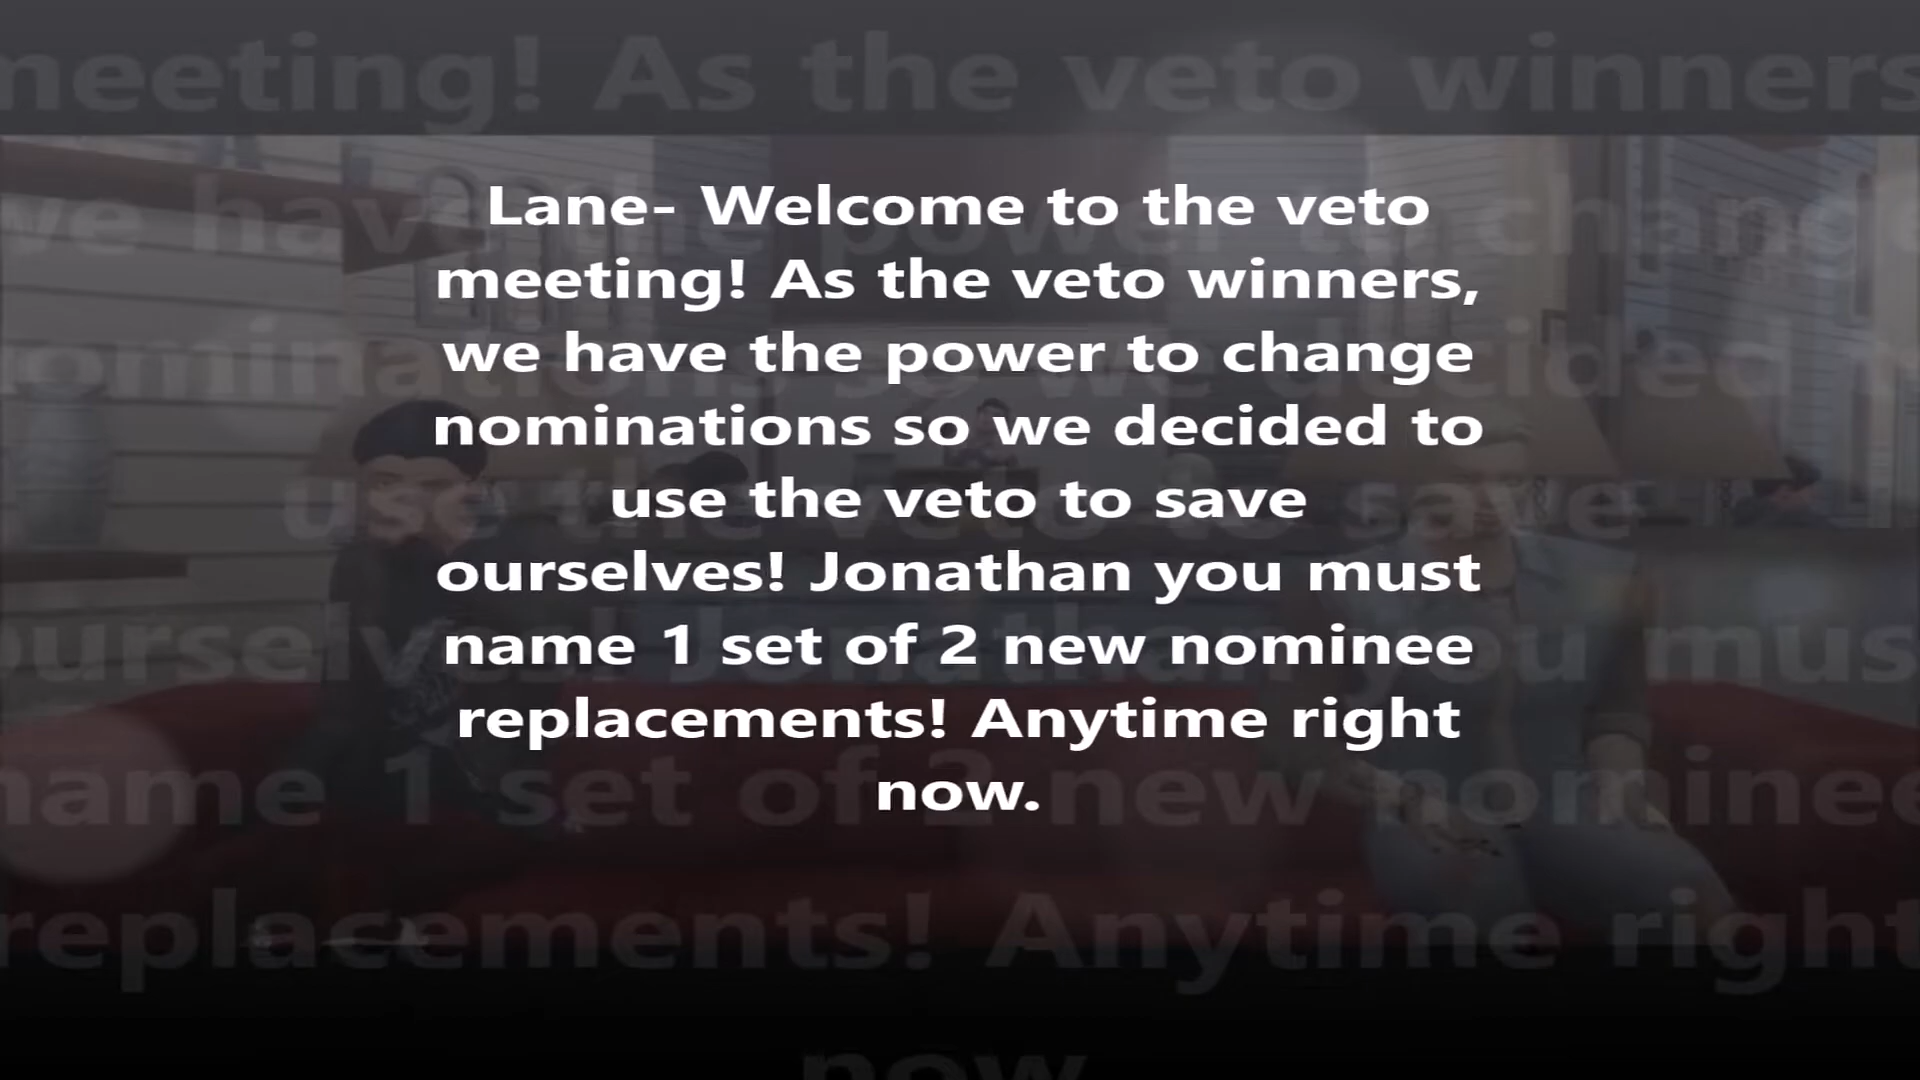 Lane- Welcome to the veto
meeting! As the veto winners,
we have the power to change
nominations so we decided to
use the veto to save
ourselves! Jonathan you must
name 1 set of 2 new nominee
replacements! Anytime right
now.